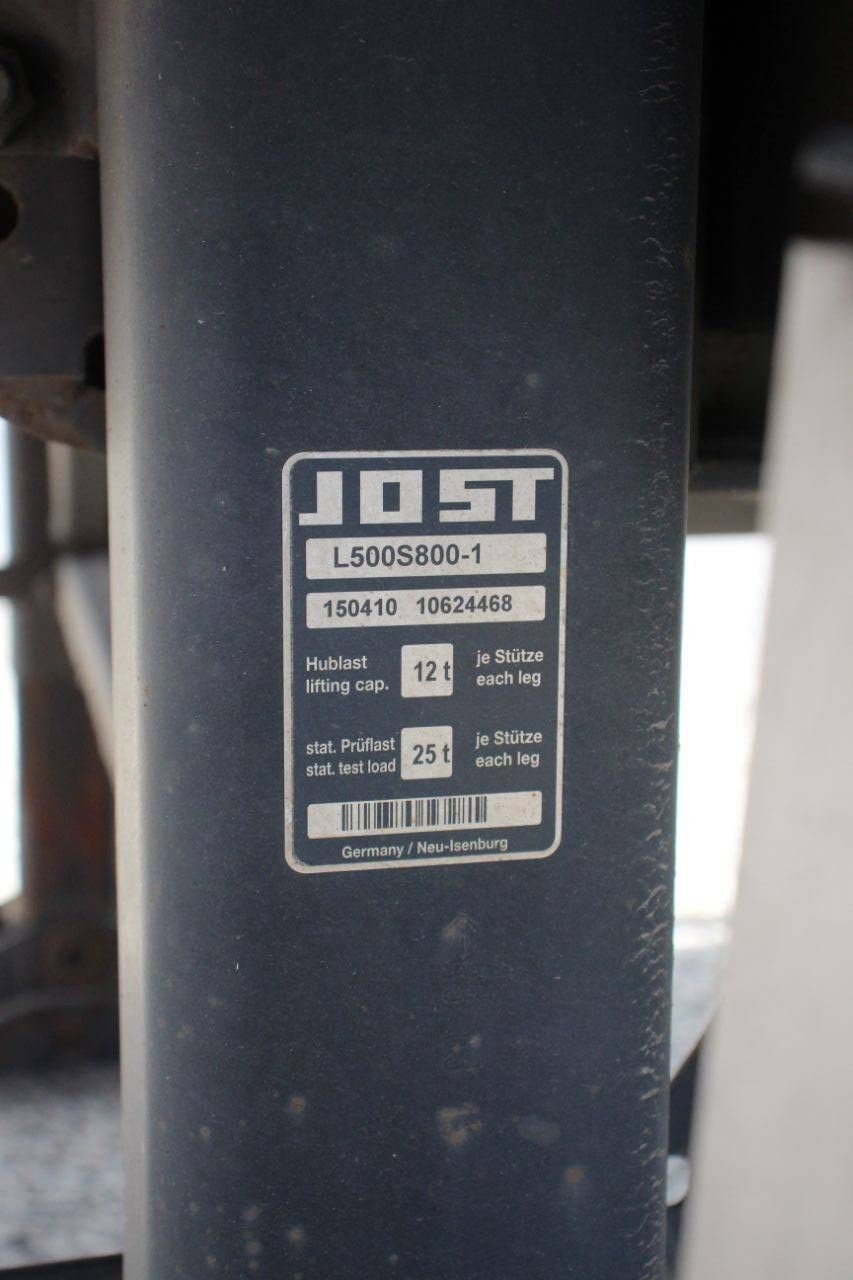 JOST
L500S800-1
150410 10624468
Hublast 12 t je Stütze
lifting cap. each leg
stat. Prüflast 25 t je Stütze
stat. test load each leg
Germany / Neu-Isenburg